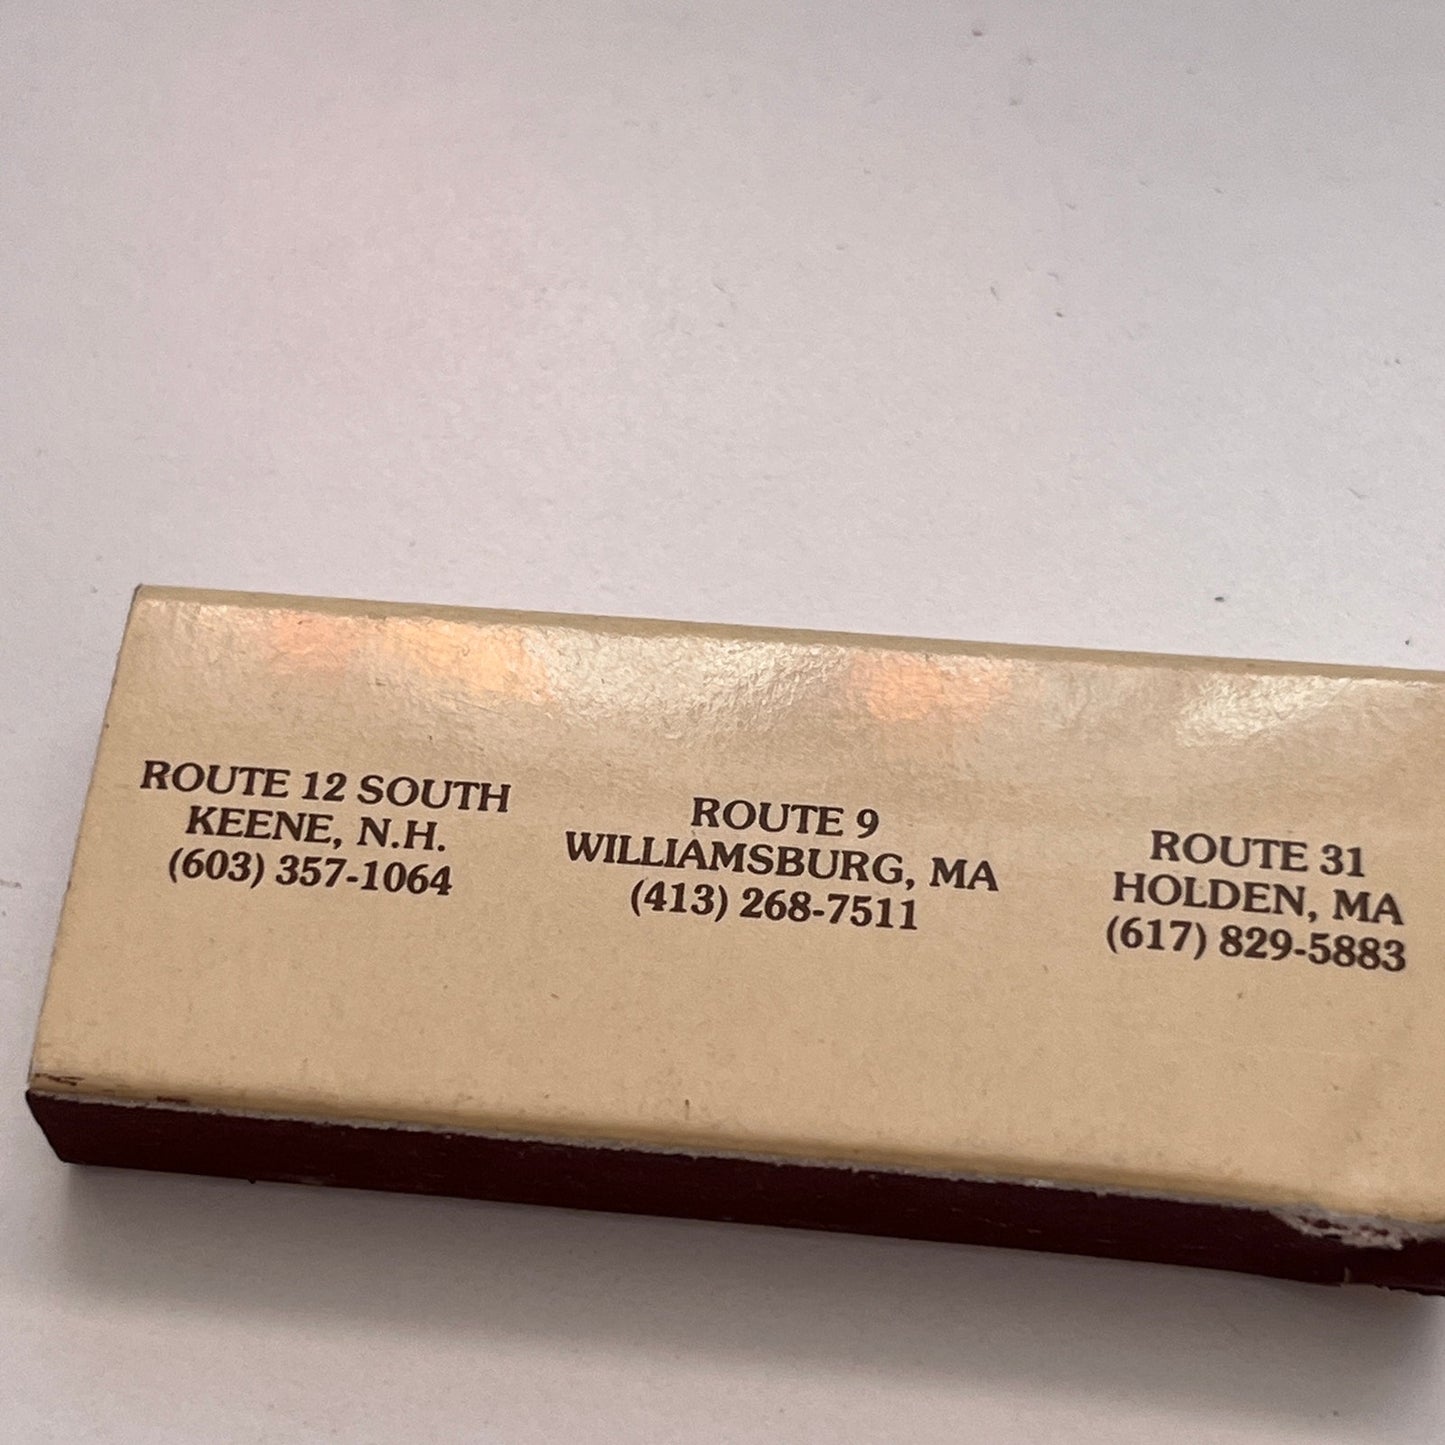 ROUTE 12 SOUTH
KEENE, N.H.
(603) 357-1064
ROUTE 9
WILLIAMSBURG, MA
(413) 268-7511
ROUTE 31
HOLDEN, MA
(617) 829-5883